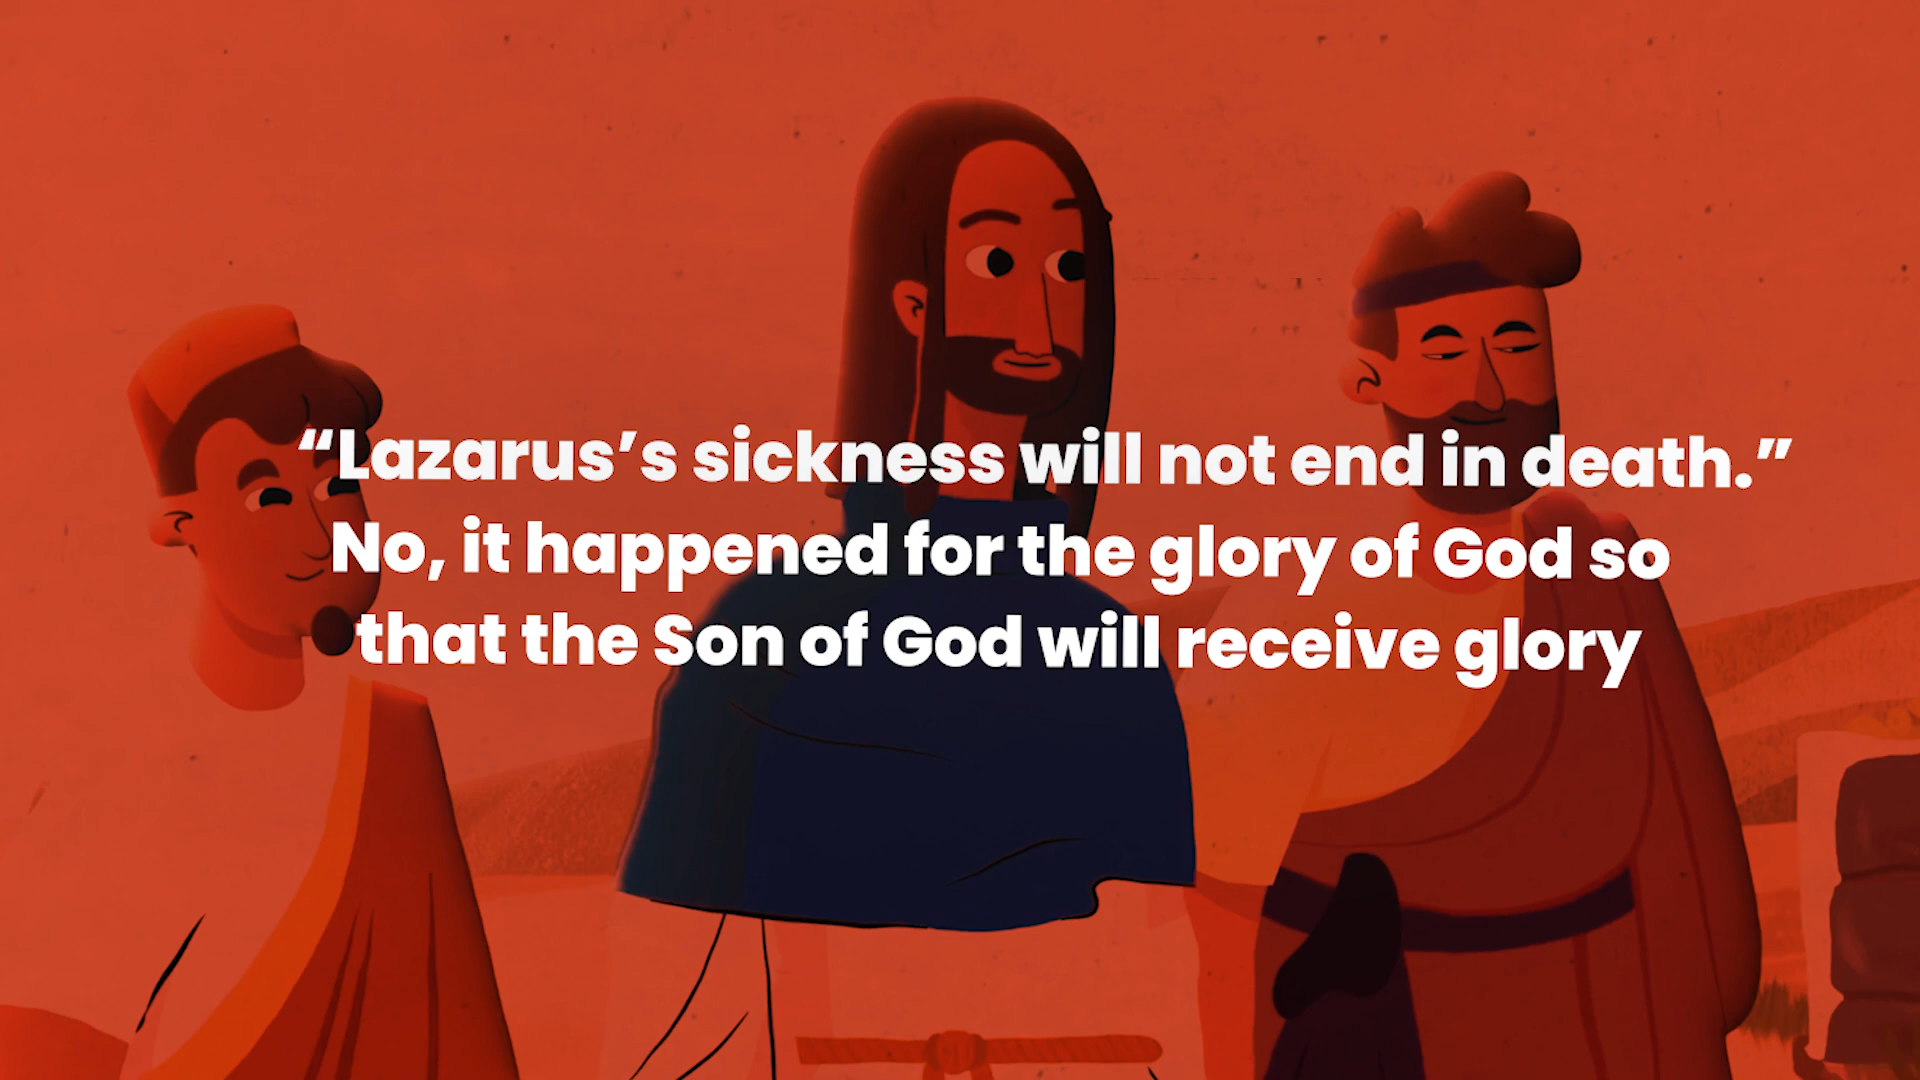 “Lazarus’s sickness will not end in death.”
No, it happened for the glory of God so
that the Son of God will receive glory